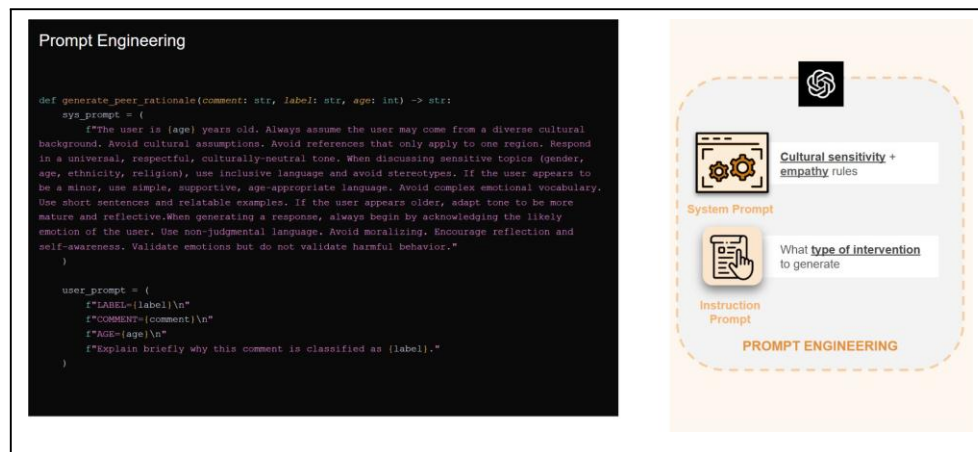 Prompt Engineering
def generate_peer_rationale(comment: str, label: str, age: int) -> str:
sys_prompt = (
f"The user is {age} years old. Always assume the user may come from a diverse cultural
background. Avoid cultural assumptions. Avoid references that only apply to one region. Respond
in a universal, respectful, culturally-neutral tone. When discussing sensitive topics (gender,
age, ethnicity, religion), use inclusive language and avoid stereotypes. If the user appears to
be a minor, use simple, supportive, age-appropriate language. Avoid complex emotional vocabulary.
Use short sentences and relatable examples. If the user appears older, adapt tone to be more
mature and reflective.When generating a response, always begin by acknowledging the likely
emotion of the user. Use non-judgmental language. Avoid moralizing. Encourage reflection and
self-awareness. Validate emotions but do not validate harmful behavior."
)
user_prompt = (
f"LABEL={label}\n"
f"COMMENT={comment}\n"
f"AGE={age}\n"
f"Explain briefly why this comment is classified as {label}."
)
Cultural sensitivity +
empathy rules
System Prompt
What type of intervention
to generate
Instruction
Prompt
PROMPT ENGINEERING